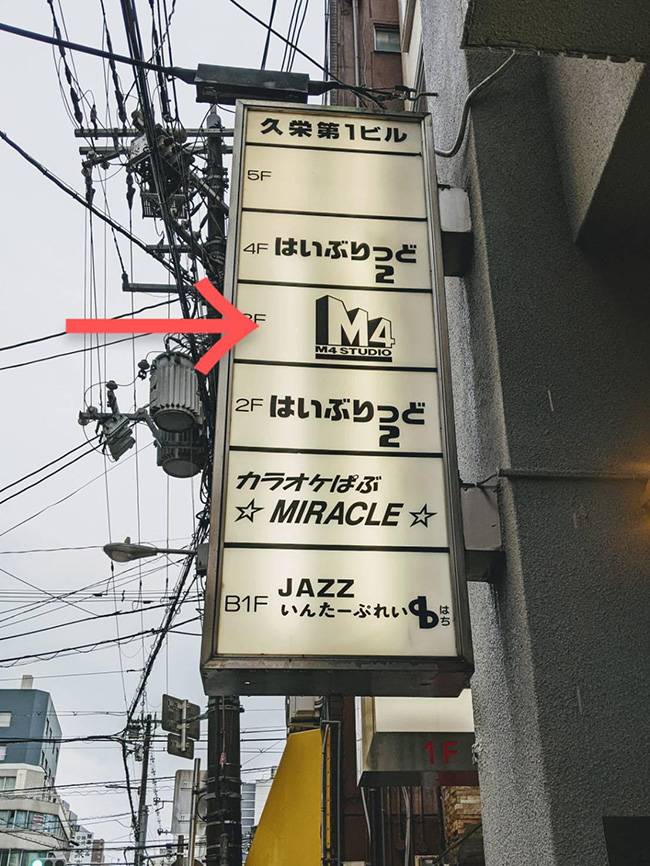 久栄第1ビル
5F
4F はいぶりっど
2
3F M4
M4 STUDIO
2F はいぶりっど
2
カラオケぱぶ
☆ MIRACLE ☆
B1F JAZZ
いんたーぷれい
はち
1F